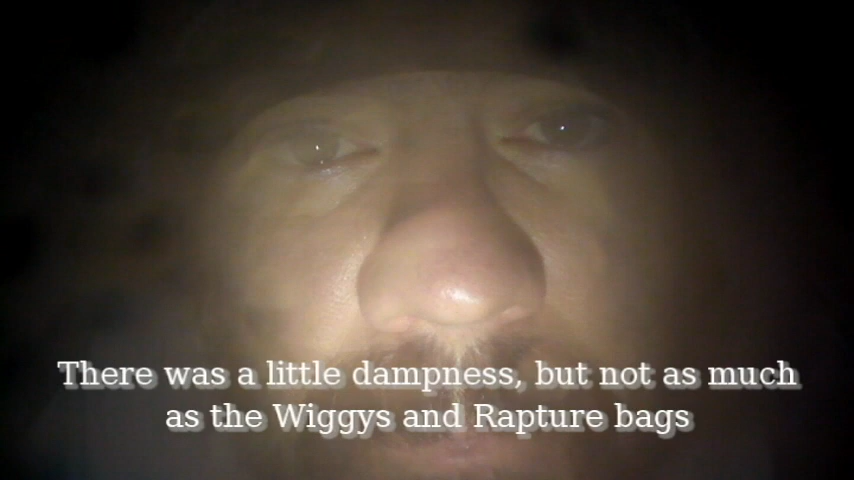 There was a little dampness, but not as much
as the Wiggys and Rapture bags